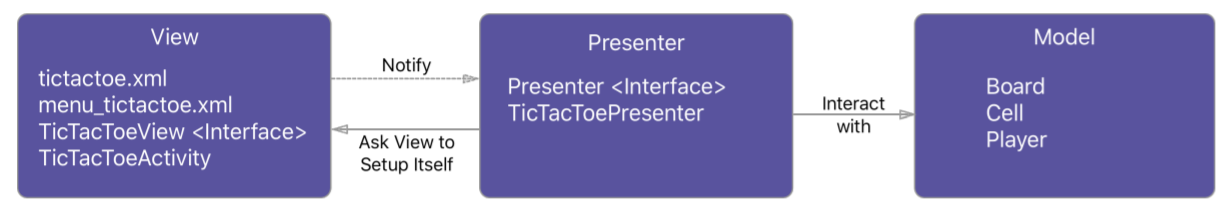 View
tictactoe.xml
menu_tictactoe.xml
TicTacToeView <Interface>
TicTacToeActivity
Notify
Ask View to
Setup Itself
Presenter
Presenter <Interface>
TicTacToePresenter
Interact
with
Model
Board
Cell
Player